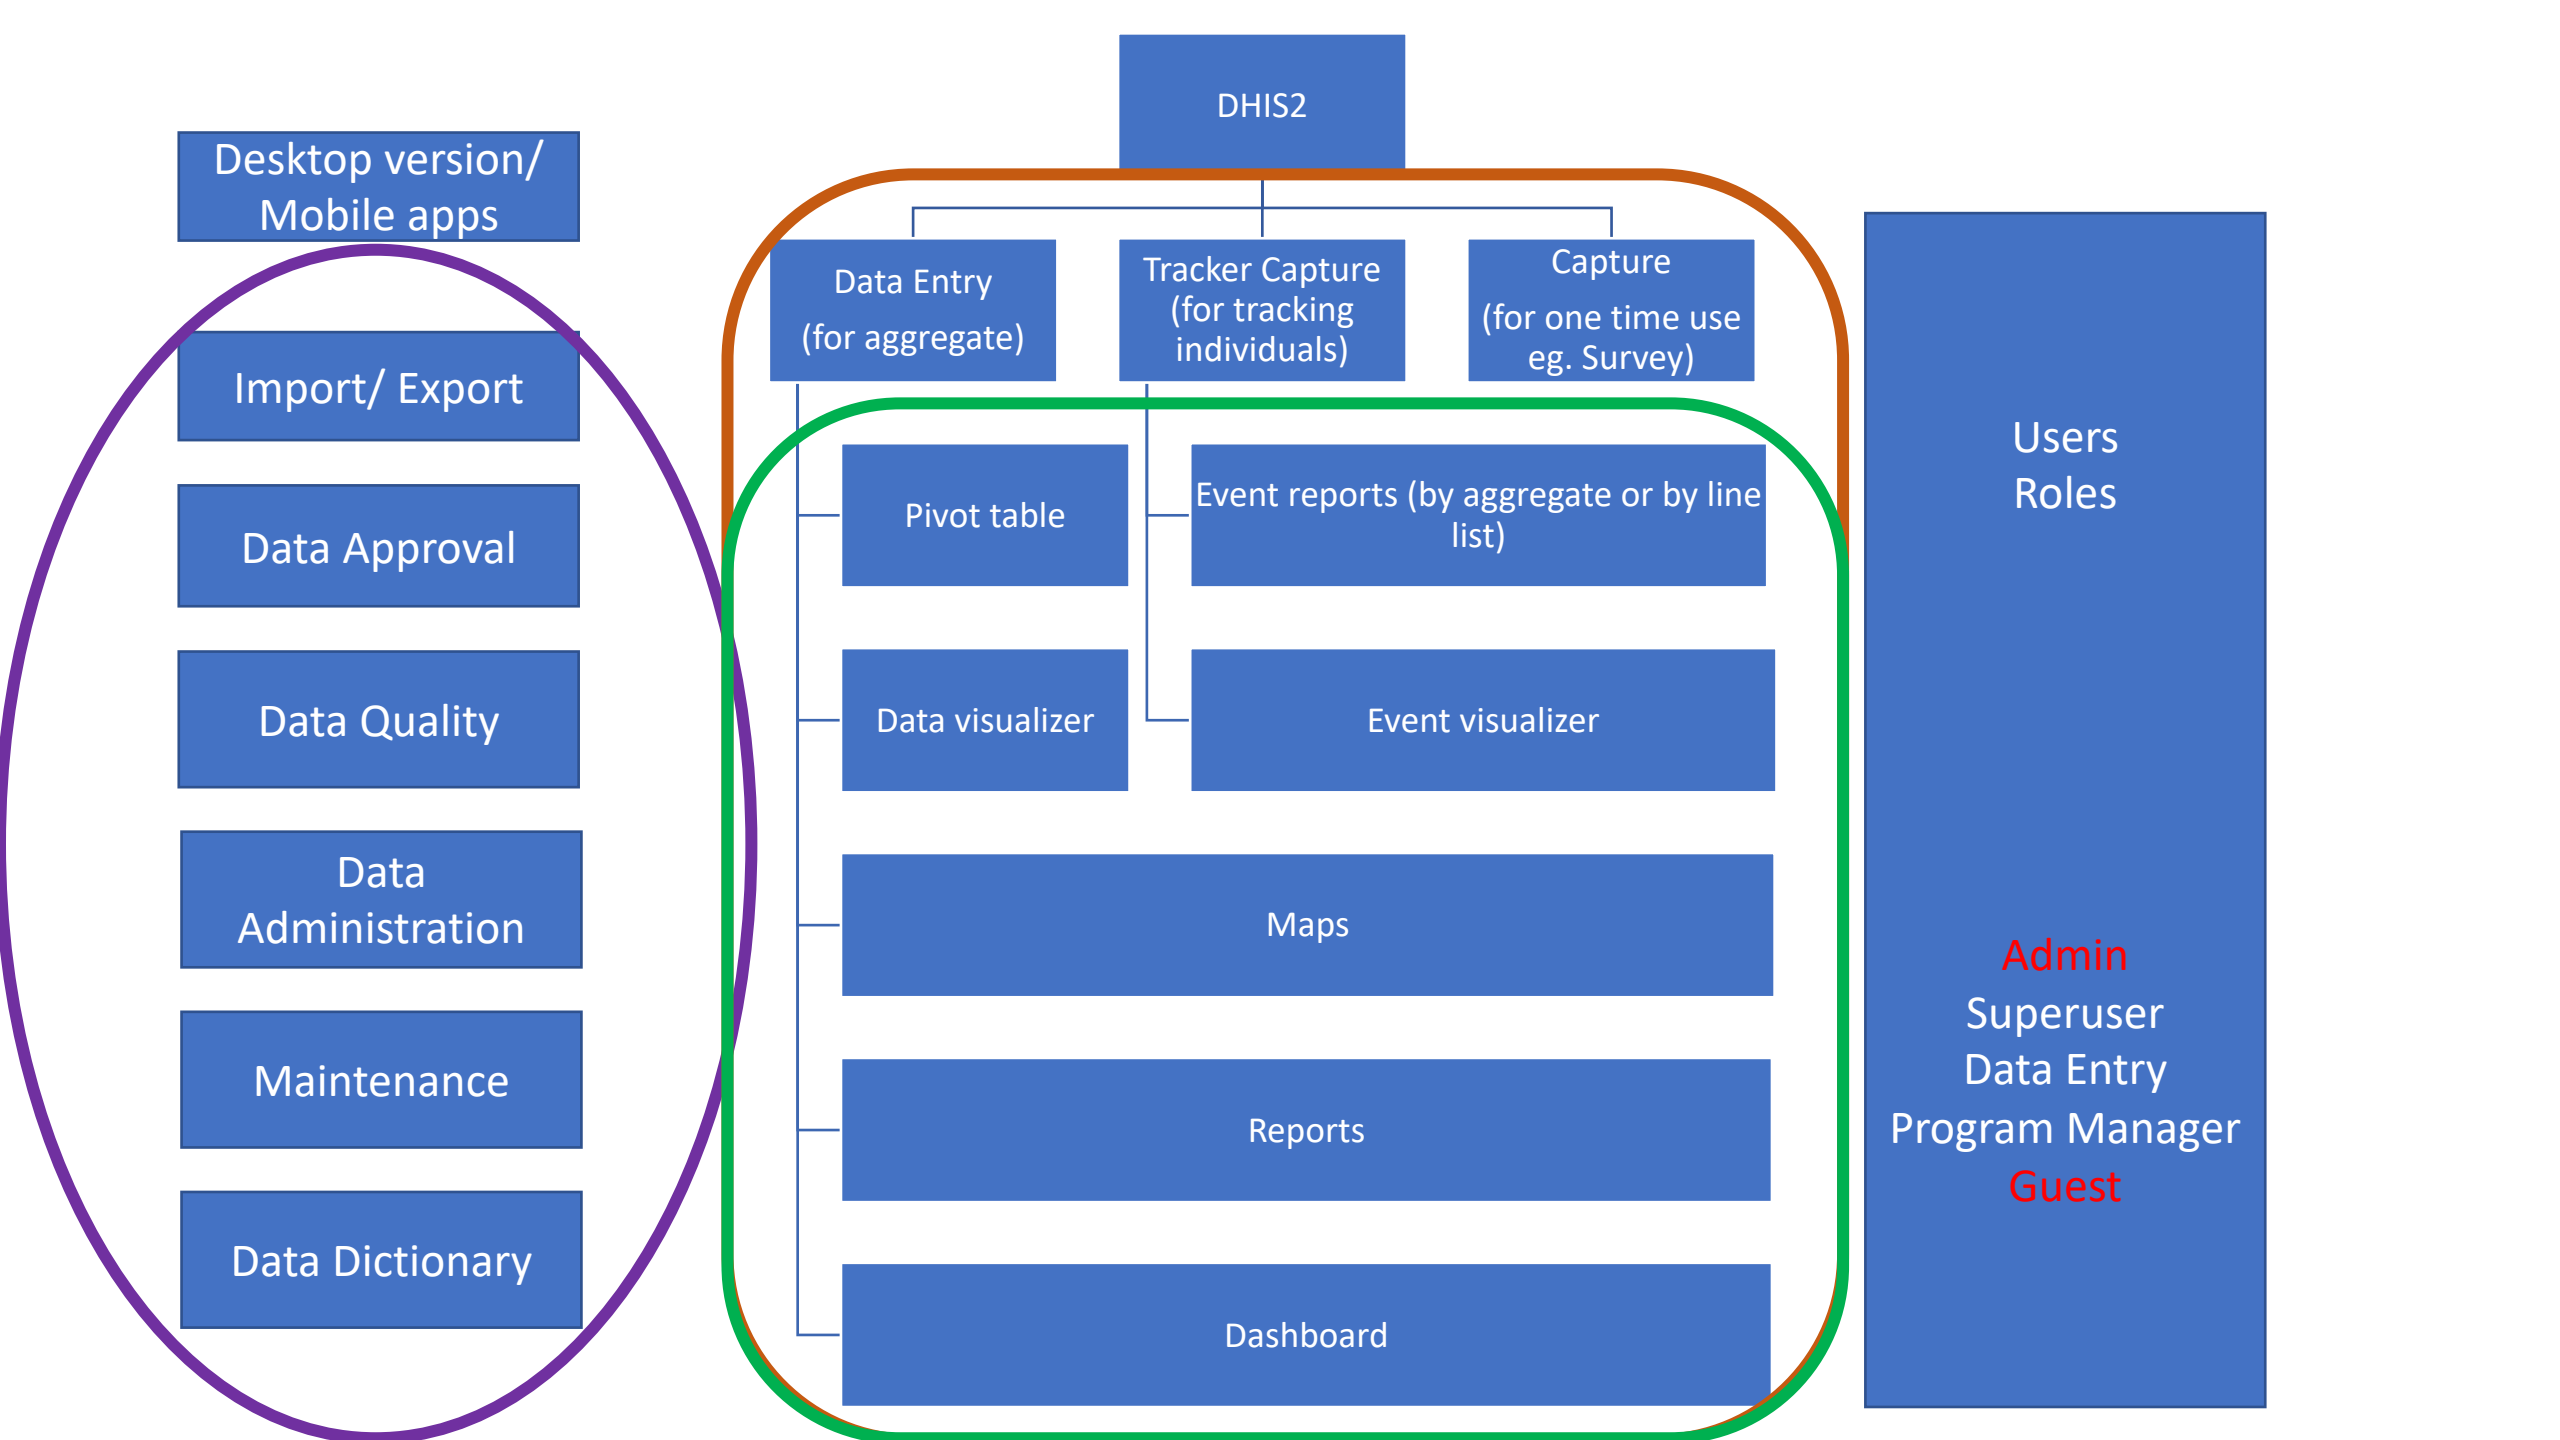 DHIS2
Desktop version/
Mobile apps
Import/ Export
Data Approval
Data Quality
Data
Administration
Maintenance
Data Dictionary
Data Entry
(for aggregate)
Tracker Capture
(for tracking
individuals)
Capture
(for one time use
eg. Survey)
Pivot table
Event reports (by aggregate or by line
list)
Data visualizer
Event visualizer
Maps
Reports
Dashboard
Users
Roles
Admin
Superuser
Data Entry
Program Manager
Guest